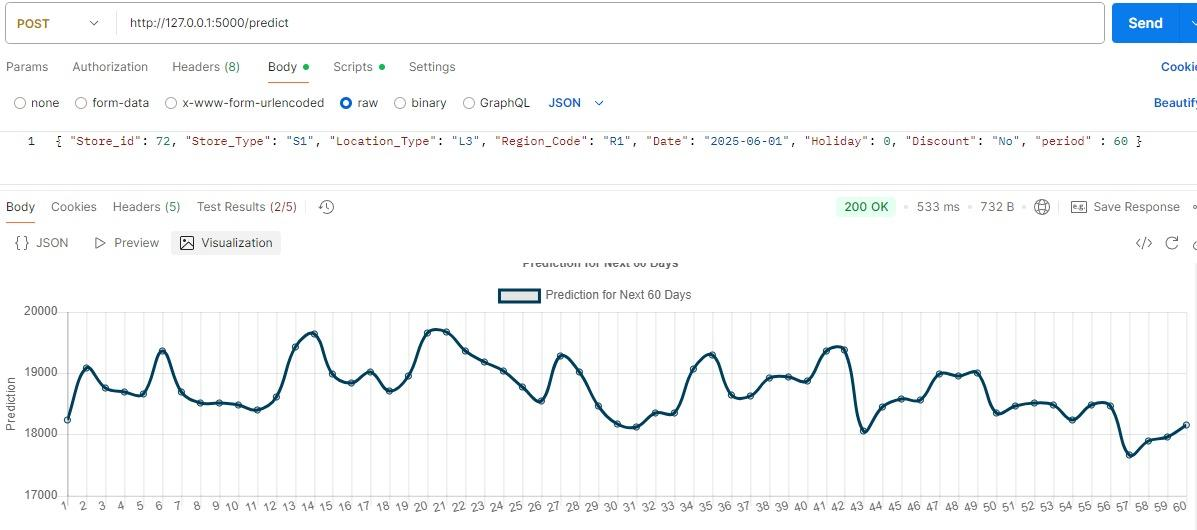 POST http://127.0.0.1:5000/predict Send
Params Authorization Headers (8) Body Scripts Settings Cookie
none form-data x-www-form-urlencoded raw binary GraphQL JSON Beautif
1 { "Store_id": 72, "Store_Type": "S1", "Location_Type": "L3", "Region_Code": "R1", "Date": "2025-06-01", "Holiday": 0, "Discount": "No", "period" : 60 }
Body Cookies Headers (5) Test Results (2/5) 200 OK 533 ms 732 B e.g. Save Response
{} JSON Preview Visualization </>
Prediction for Next 60 Days
Prediction for Next 60 Days
20000
19000
18000
17000
Prediction
1 2 3 4 5 6 7 8 9 10 11 12 13 14 15 16 17 18 19 20 21 22 23 24 25 26 27 28 29 30 31 32 33 34 35 36 37 38 39 40 41 42 43 44 45 46 47 48 49 50 51 52 53 54 55 56 57 58 59 60